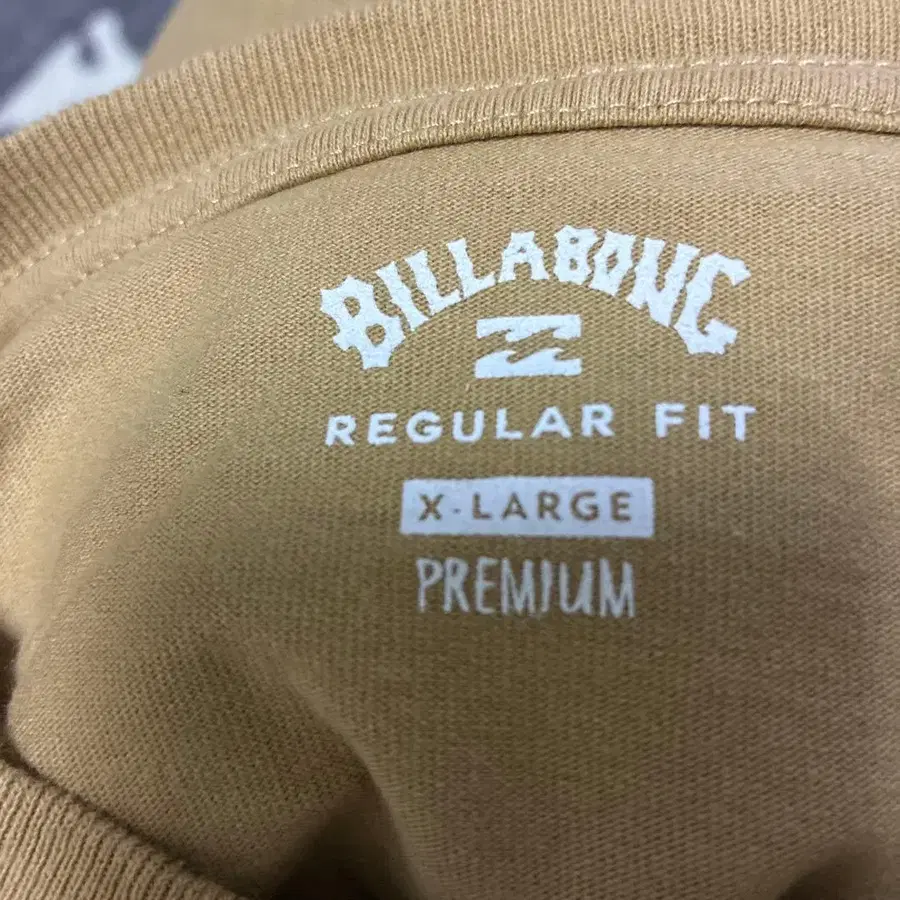 BILLABONG
REGULAR FIT
X-LARGE
PREMIUM